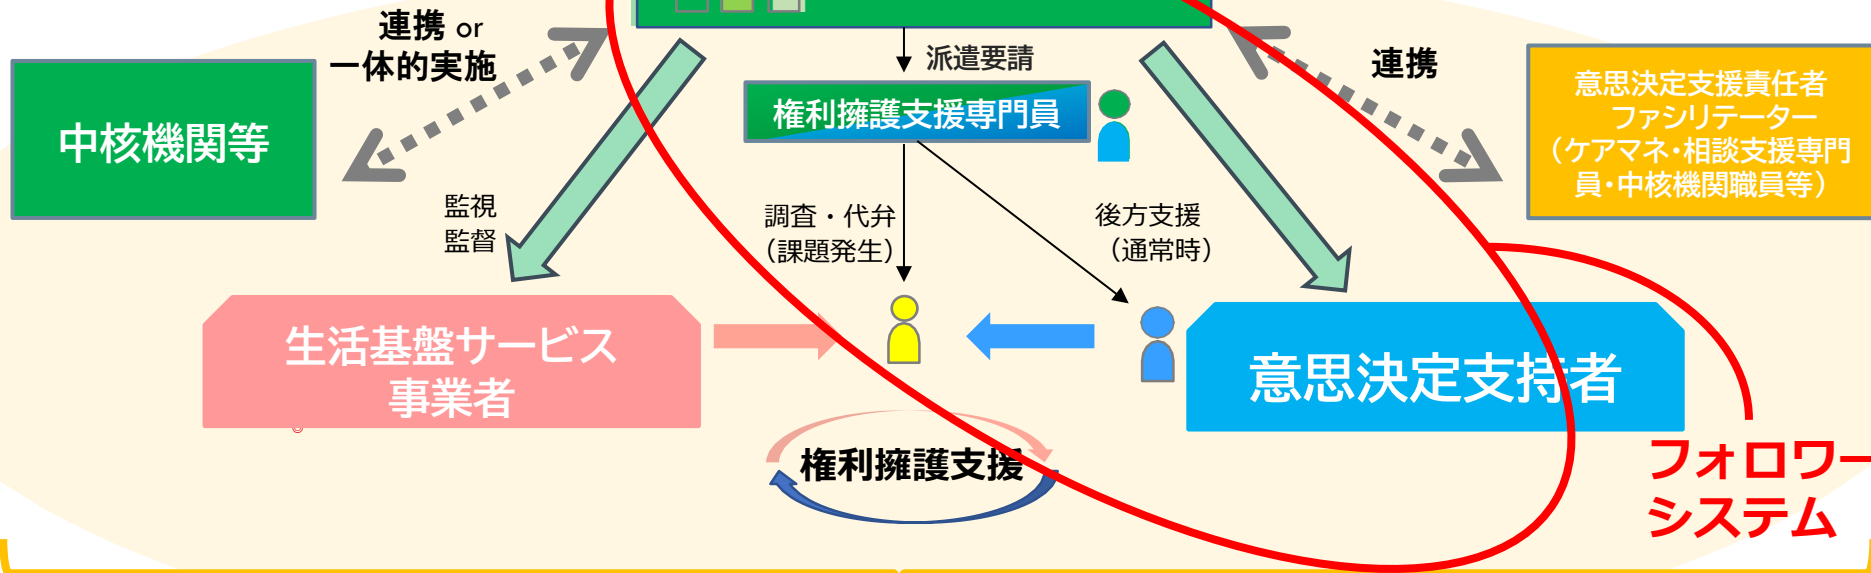 連携 or
一体的実施
派遣要請
連携
中核機関等
権利擁護支援専門員
意思決定支援責任者
ファシリテーター
（ケアマネ・相談支援専門
員・中核機関職員等）
監視
監督
調査・代弁
（課題発生）
後方支援
（通常時）
生活基盤サービス
事業者
意思決定支持者
権利擁護支援
フォロワー
システム